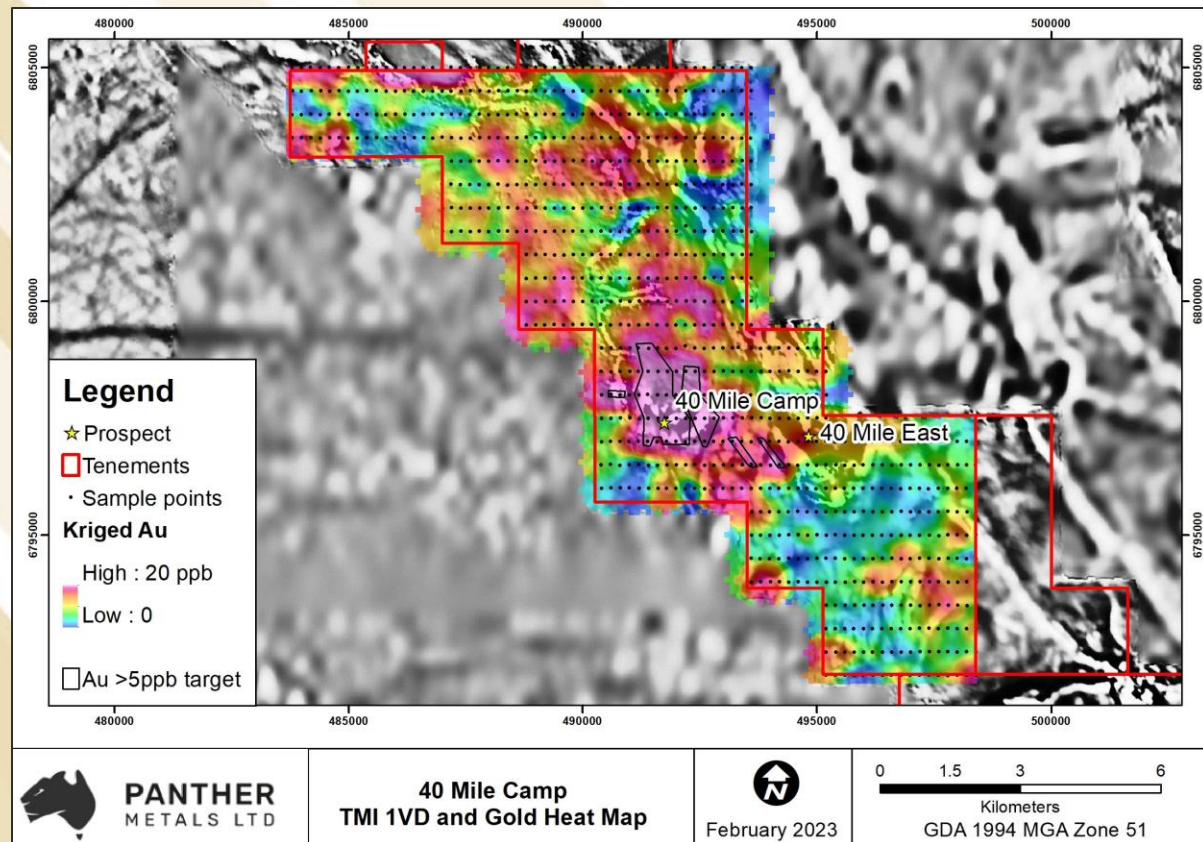 480000 485000 490000 495000 500000
6805000 6805000
6800000 6800000
6795000 6795000
40 Mile Camp
40 Mile East
Legend
Prospect
Tenements
Sample points
Kriged Au
High : 20 ppb
Low : 0
Au >5ppb target
480000 485000 490000 495000 500000
PANTHER
METALS LTD
40 Mile Camp
TMI 1VD and Gold Heat Map
N
February 2023
0 1.5 3 6
Kilometers
GDA 1994 MGA Zone 51